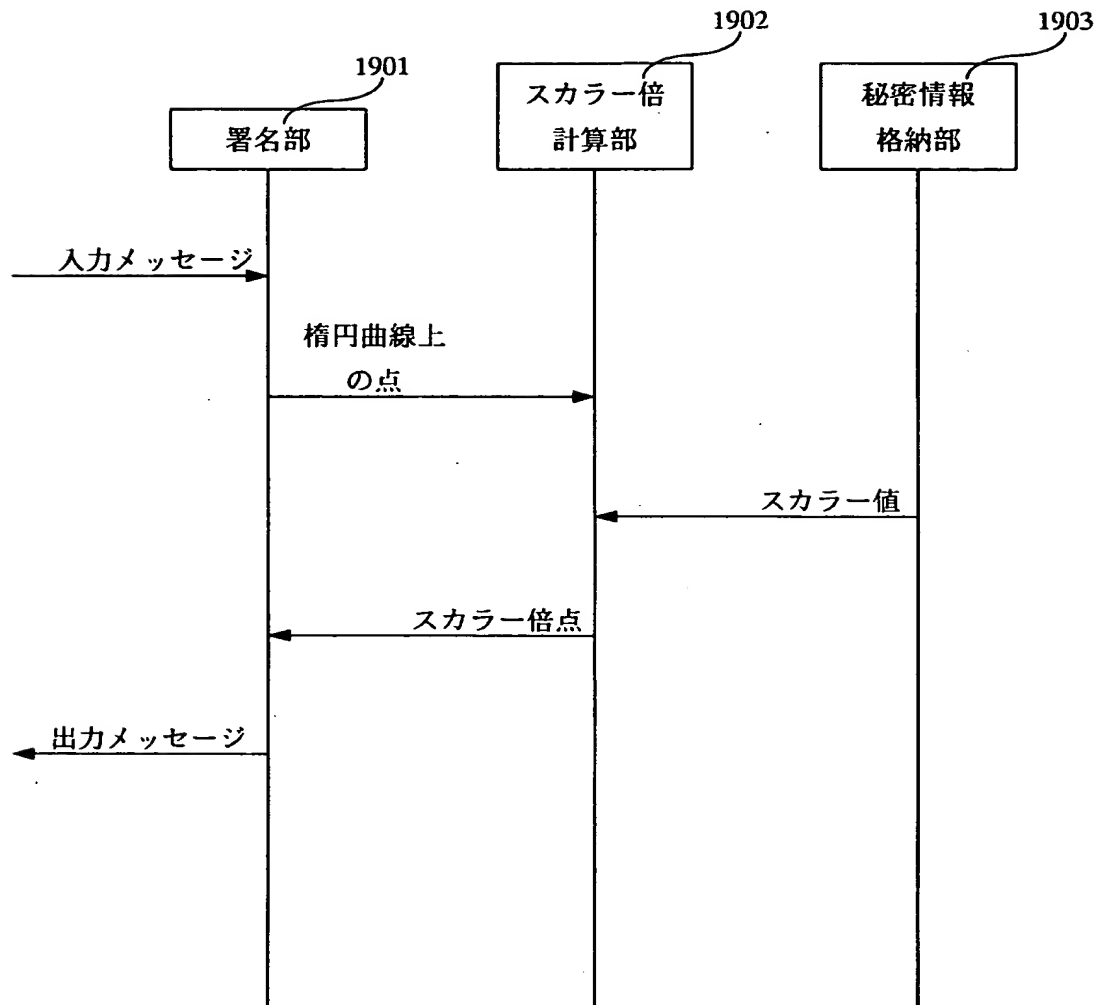 1901
1902
1903
署名部
スカラー倍
計算部
秘密情報
格納部
入力メッセージ
楕円曲線上
の点
スカラー値
スカラー倍点
出力メッセージ